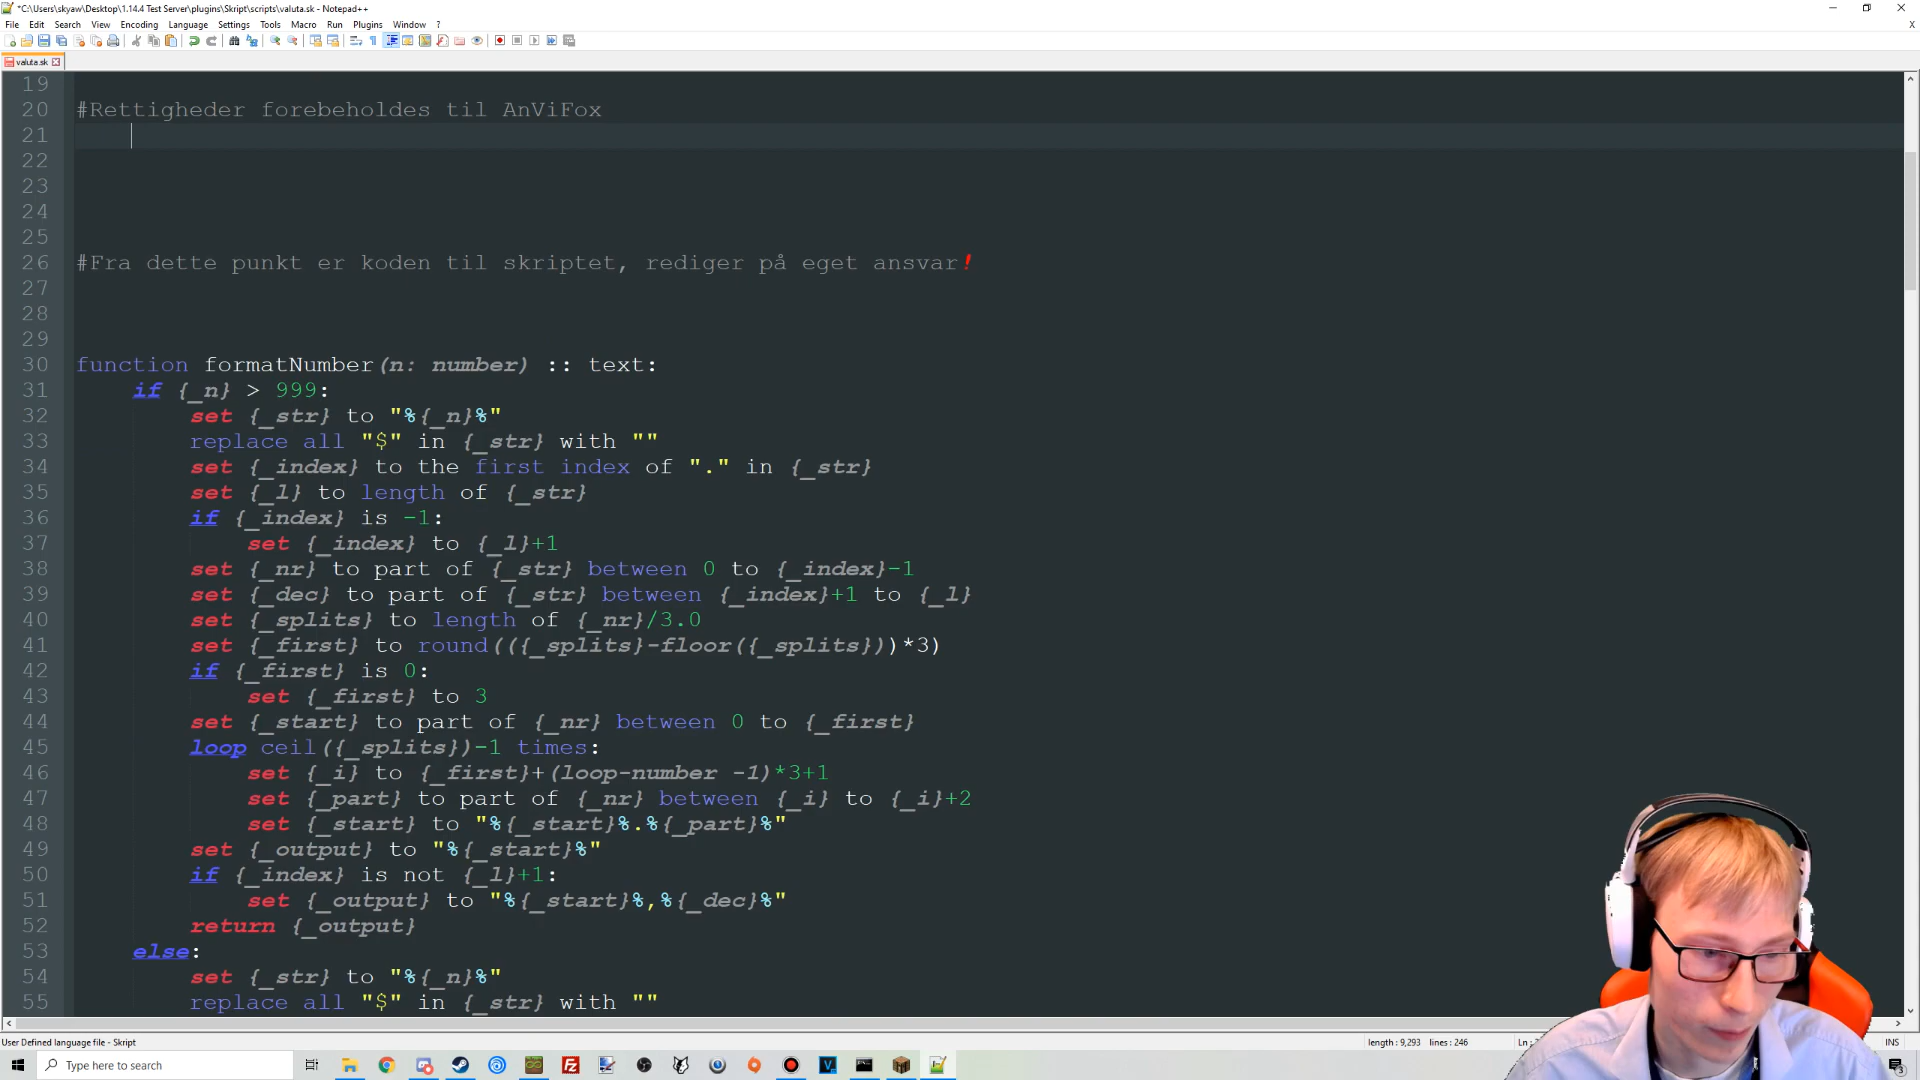 *C:\Users\skyaw\Desktop\1.14.4 Test Server\plugins\Skript\scripts\valuta.sk - Notepad++
File Edit Search View Encoding Language Settings Tools Macro Run Plugins Window ?
X
valuta.sk
19
20 #Rettigheder forebeholdes til AnViFox
21
22
23
24
25
26 #Fra dette punkt er koden til skriptet, rediger på eget ansvar!
27
28
29
30 function formatNumber(n: number) :: text:
31 if {_n} > 999:
32 set {_str} to "%{_n}%"
33 replace all "$" in {_str} with ""
34 set {_index} to the first index of "." in {_str}
35 set {_l} to length of {_str}
36 if {_index} is -1:
37 set {_index} to {_l}+1
38 set {_nr} to part of {_str} between 0 to {_index}-1
39 set {_dec} to part of {_str} between {_index}+1 to {_l}
40 set {_splits} to length of {_nr}/3.0
41 set {_first} to round(({_splits}-floor({_splits}))*3)
42 if {_first} is 0:
43 set {_first} to 3
44 set {_start} to part of {_nr} between 0 to {_first}
45 loop ceil({_splits})-1 times:
46 set {_i} to {_first}+(loop-number -1)*3+1
47 set {_part} to part of {_nr} between {_i} to {_i}+2
48 set {_start} to "%{_start}%.%{_part}%"
49 set {_output} to "%{_start}%"
50 if {_index} is not {_l}+1:
51 set {_output} to "%{_start}%,%{_dec}%"
52 return {_output}
53 else:
54 set {_str} to "%{_n}%"
55 replace all "$" in {_str} with ""
User Defined language file - Skript
length : 9,293 lines : 246
Ln :
INS
Type here to search